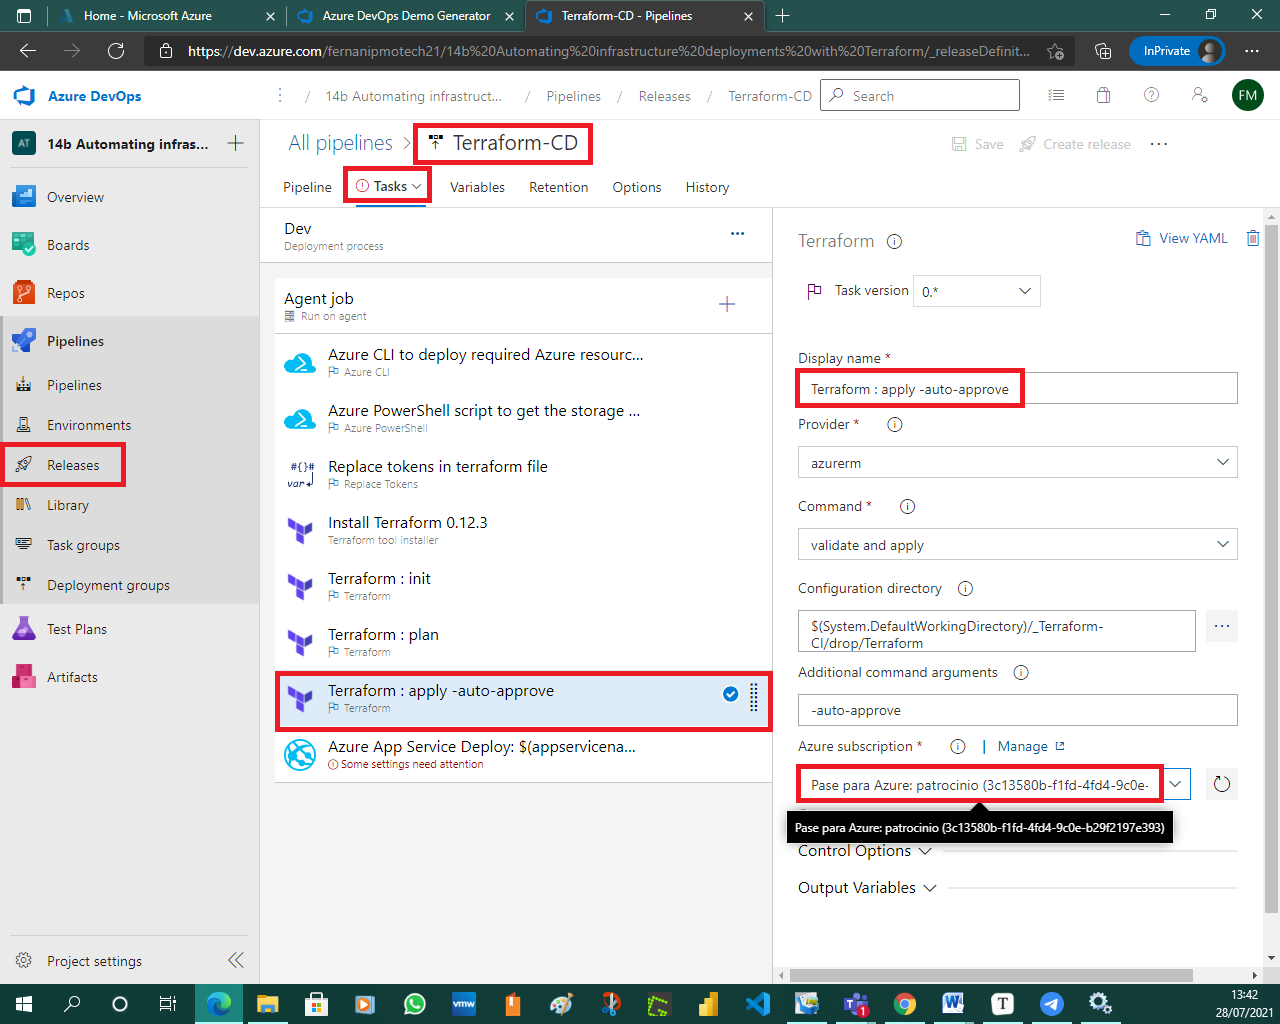 Home - Microsoft Azure
Azure DevOps Demo Generator
Terraform-CD - Pipelines
https://dev.azure.com/fernanipmotech21/14b%20Automating%20infrastructure%20deployments%20with%20Terraform/_releaseDefinit...
InPrivate
Azure DevOps
/ 14b Automating infrastruct... / Pipelines / Releases / Terraform-CD
Search
FM
AT
14b Automating infras...
Overview
Boards
Repos
Pipelines
Pipelines
Environments
Releases
Library
Task groups
Deployment groups
Test Plans
Artifacts
Project settings
All pipelines > Terraform-CD
Save
Create release
Pipeline
Tasks
Variables
Retention
Options
History
Dev
Deployment process
Agent job
Run on agent
Azure CLI to deploy required Azure resourc...
Azure CLI
Azure PowerShell script to get the storage ...
Azure PowerShell
#{}#
var
Replace tokens in terraform file
Replace Tokens
Install Terraform 0.12.3
Terraform tool installer
Terraform : init
Terraform
Terraform : plan
Terraform
Terraform : apply -auto-approve
Terraform
Azure App Service Deploy: $(appservicena...
Some settings need attention
Terraform
View YAML
Task version
0.*
Display name *
Terraform : apply -auto-approve
Provider *
azurerm
Command *
validate and apply
Configuration directory
$(System.DefaultWorkingDirectory)/_Terraform-
CI/drop/Terraform
Additional command arguments
-auto-approve
Azure subscription *
| Manage
Pase para Azure: patrocinio (3c13580b-f1fd-4fd4-9c0e-
Pase para Azure: patrocinio (3c13580b-f1fd-4fd4-9c0e-b29f2197e393)
Control Options
Output Variables
vmw
1
W
T
13:42
28/07/2021